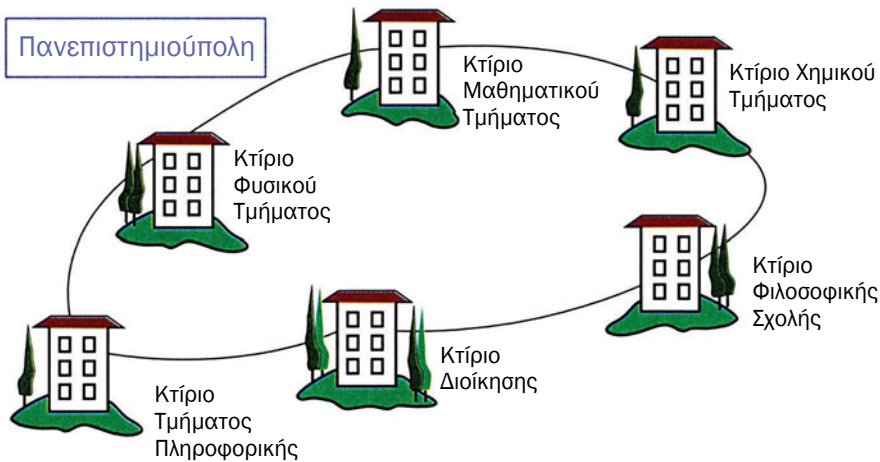 Πανεπιστημιούπολη
Κτίριο
Μαθηματικού
Τμήματος
Κτίριο Χημικού
Τμήματος
Κτίριο
Φυσικού
Τμήματος
Κτίριο
Φιλοσοφικής
Σχολής
Κτίριο
Διοίκησης
Κτίριο
Τμήματος
Πληροφορικής